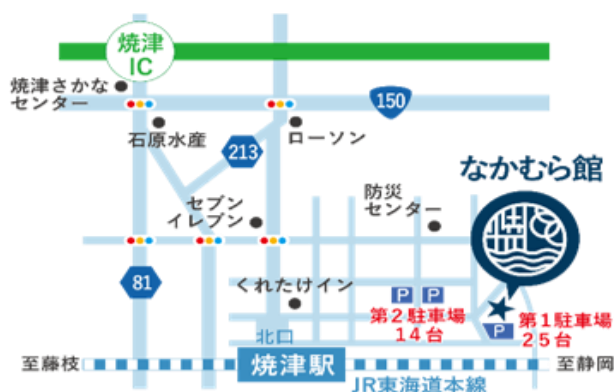 焼津
IC
焼津さかな
センター
150
石原水産
ローソン
213
なかむら館
セブン
イレブン
防災
センター
81
くれたけイン
P
P
第2駐車場
14台
P
第1駐車場
25台
北口
至藤枝
焼津駅
至静岡
JR東海道本線